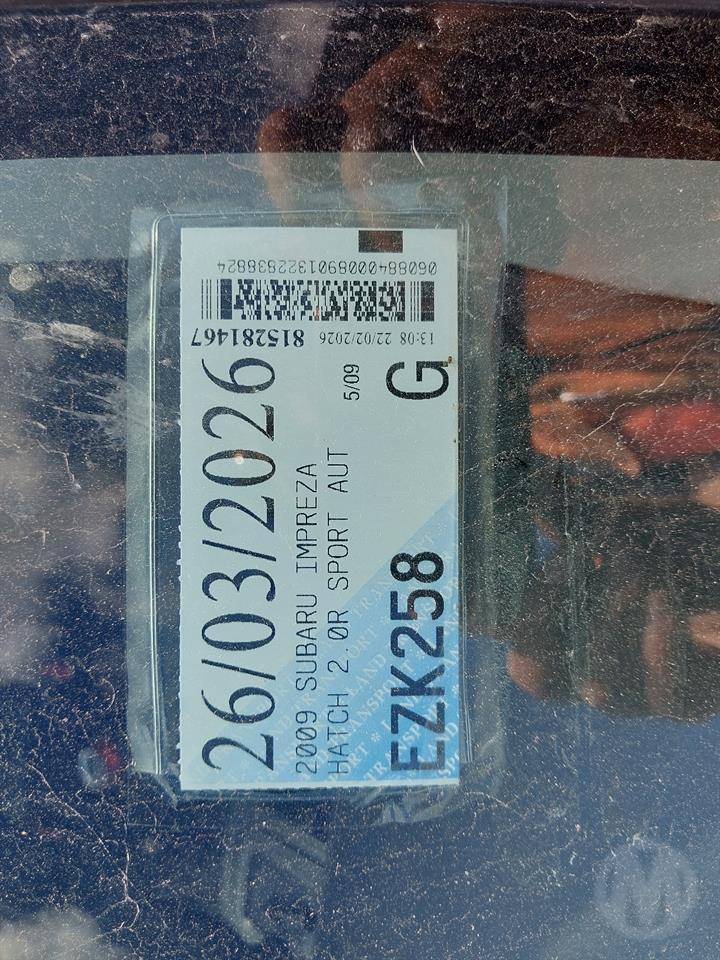 26/03/2026
2009 SUBARU IMPREZA
HATCH 2.0R SPORT AUT
5/09
EZK258
G
13:08 22/02/2026 815281467
0608840008901322838824
M